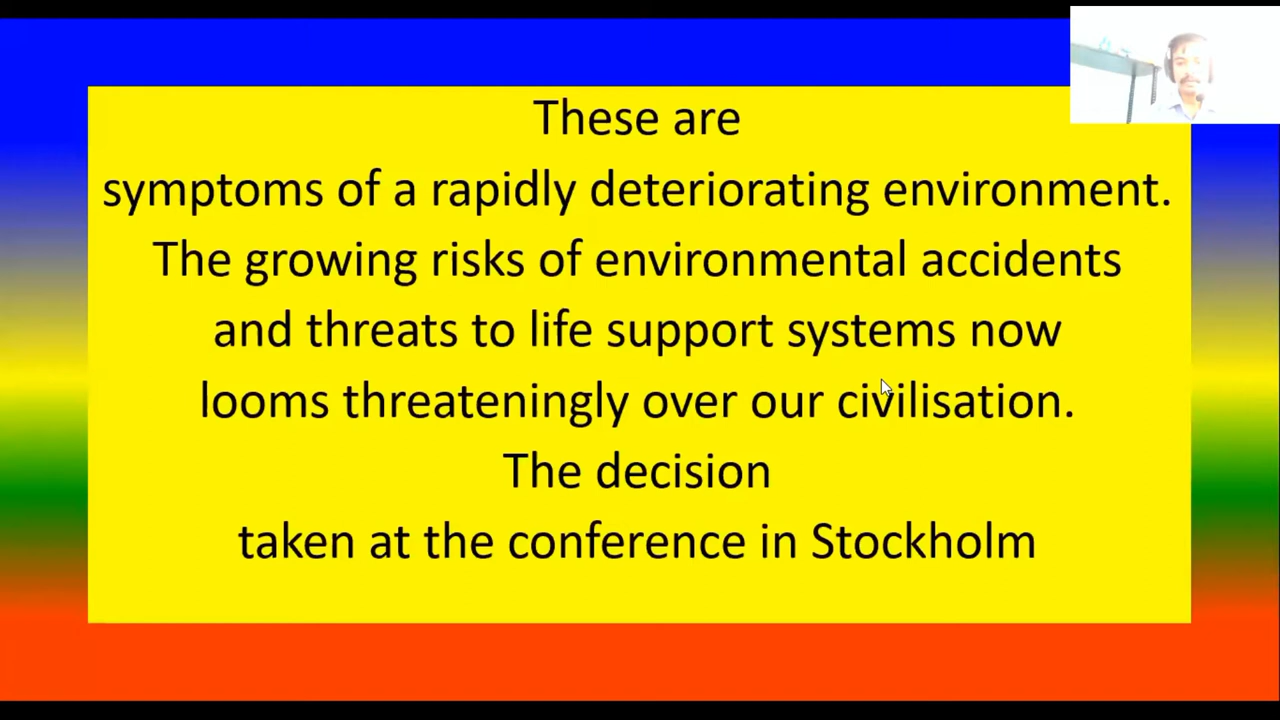 These are
symptoms of a rapidly deteriorating environment.
The growing risks of environmental accidents
and threats to life support systems now
looms threateningly over our civilisation.
The decision
taken at the conference in Stockholm